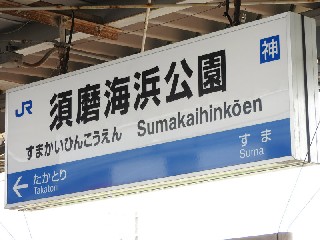 JR 須磨海浜公園 神
すまかいひんこうえん Sumakaihinkōen
← たかとり すま
Takatori Suma